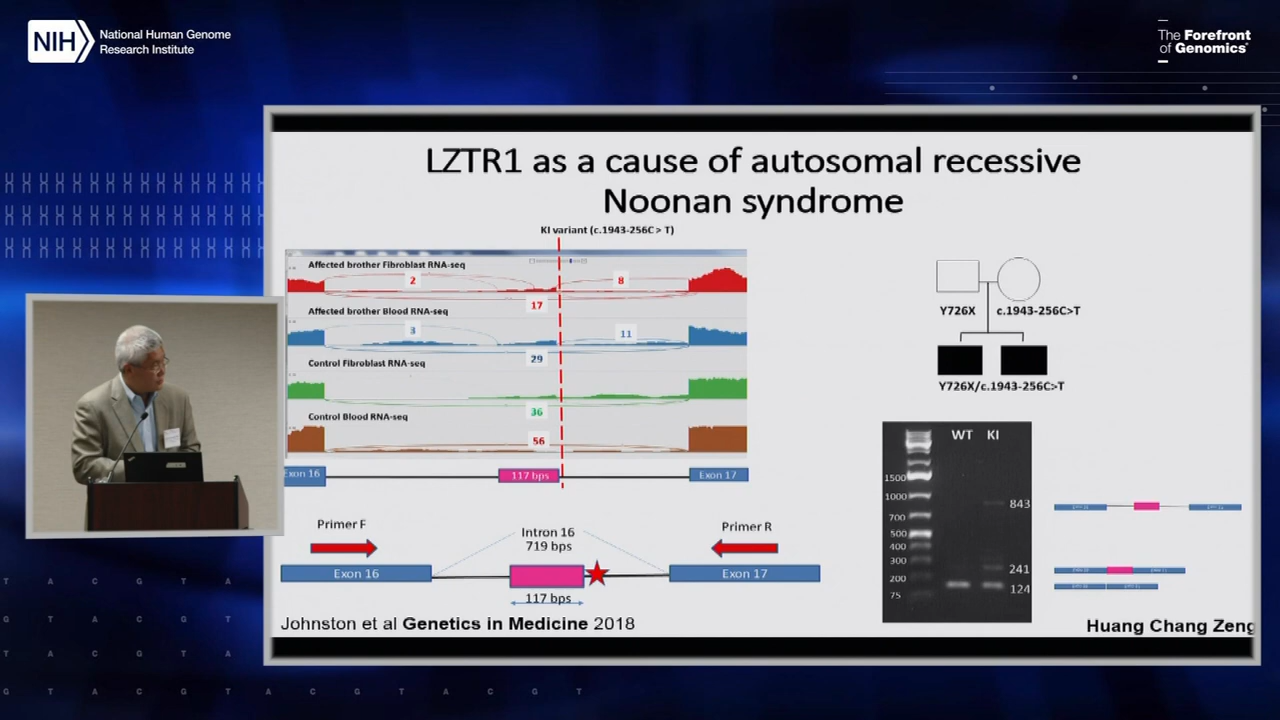 NIH
National Human Genome
Research Institute
The Forefront
of Genomics®
LZTR1 as a cause of autosomal recessive
Noonan syndrome
KI variant (c.1943-256C > T)
Affected brother Fibroblast RNA-seq
2
8
17
Affected brother Blood RNA-seq
3
11
29
Control Fibroblast RNA-seq
36
Control Blood RNA-seq
56
Exon 16
117 bps
Exon 17
Primer F
Intron 16
719 bps
Primer R
Exon 16
Exon 17
117 bps
Johnston et al Genetics in Medicine 2018
Y726X
c.1943-256C>T
Y726X/c.1943-256C>T
WT
KI
1500
1000
700
500
400
300
200
75
843
241
124
Huang Chang Zeng
T A C G T A
G T A C G T
T A C G T A
G T A C G T A C G T A C G T